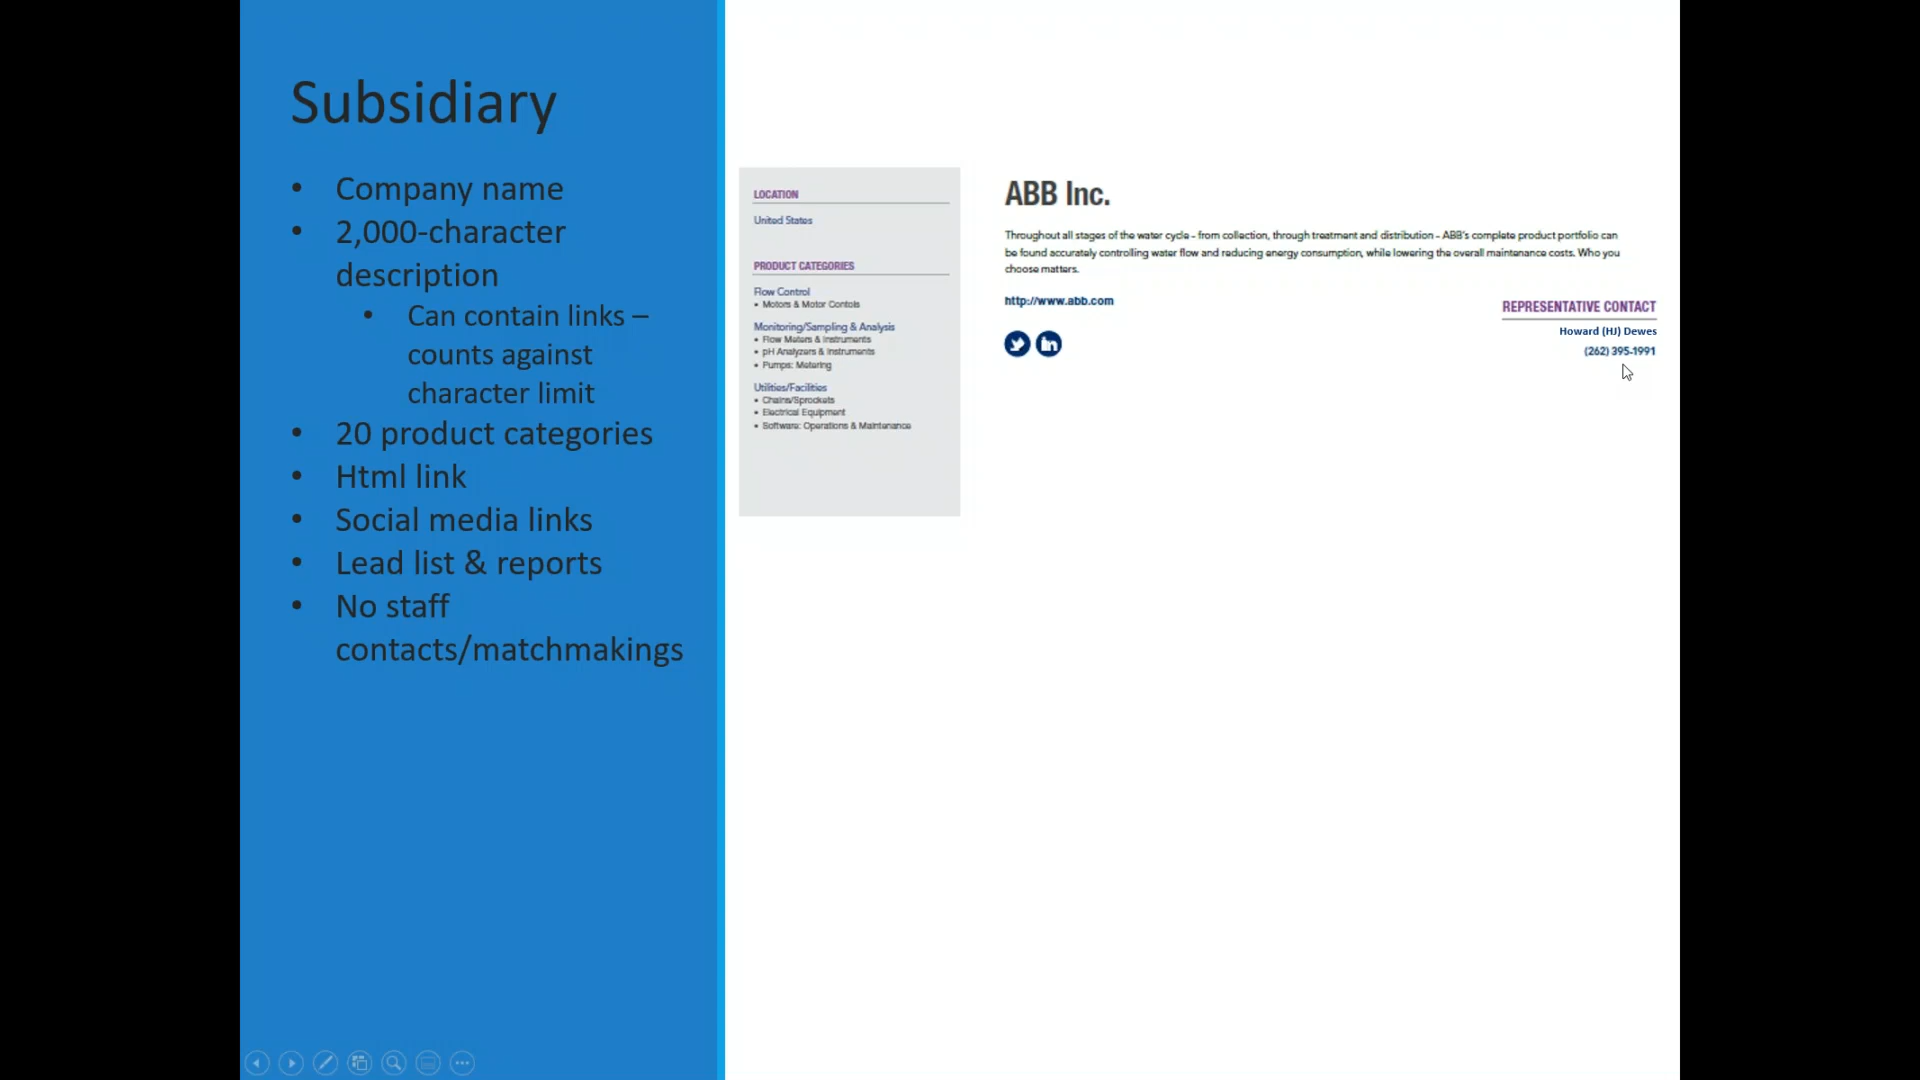 Subsidiary
• Company name
• 2,000-character
description
• Can contain links –
counts against
character limit
• 20 product categories
• Html link
• Social media links
• Lead list & reports
• No staff
contacts/matchmakings
LOCATION
United States
PRODUCT CATEGORIES
Flow Control
• Motors & Motor Contols
Monitoring/Sampling & Analysis
• Flow Meters & Instruments
• pH Analyzers & Instruments
• Pumps: Metering
Utilities/Facilities
• Chains/Sprockets
• Electrical Equipment
• Software: Operations & Maintenance
ABB Inc.
Throughout all stages of the water cycle - from collection, through treatment and distribution - ABB's complete product portfolio can
be found accurately controlling water flow and reducing energy consumption, while lowering the overall maintenance costs. Who you
choose matters.
http://www.abb.com
in
REPRESENTATIVE CONTACT
Howard (HJ) Dewes
(262) 395-1991